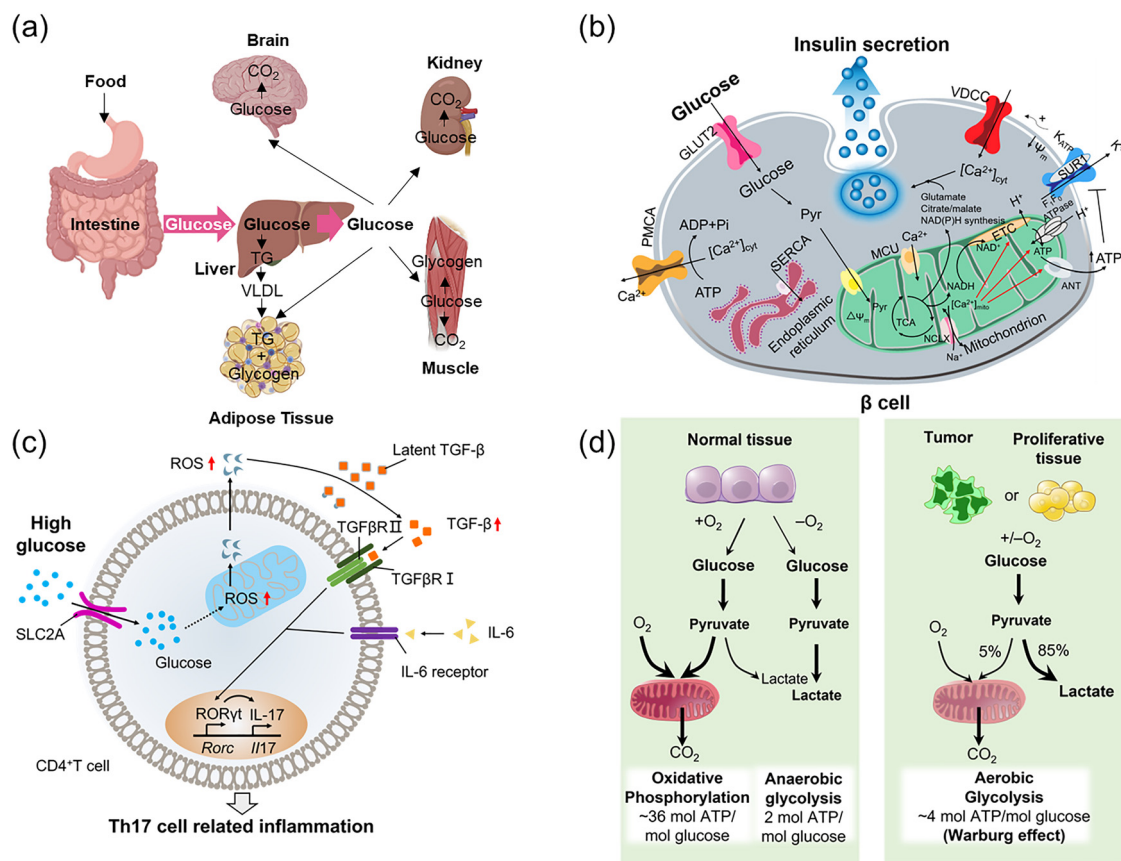 (a)
Food
Intestine
Glucose
Brain
CO2
Glucose
Kidney
CO2
Glucose
Glucose
TG
Liver
VLDL
Glucose
Glycogen
Glucose
CO2
Muscle
TG
+
Glycogen
Adipose Tissue
(b)
Insulin secretion
Glucose
GLUT2
Glucose
Pyr
VDCC
+
KATP
Ψm
SUR1
K+
[Ca2+]cyt
Glutamate
Citrate/malate
NAD(P)H synthesis
PMCA
ADP+Pi
[Ca2+]cyt
ATP
Ca2+
SERCA
Endoplasmic
reticulum
MCU
Ca2+
H+
F1F0
ATPase
H+
ETC
NAD+
ATP
ATP
ANT
NADH
[Ca2+]mito
Pyr
ΔΨm
TCA
NCLX
Na+
Mitochondrion
β cell
(c)
ROS
Latent TGF-β
TGF-β
TGFβRⅡ
TGFβRⅠ
High
glucose
SLC2A
Glucose
ROS
IL-6
IL-6 receptor
RORγt
IL-17
Rorc
Il17
CD4+T cell
Th17 cell related inflammation
(d)
Normal tissue
+O2
−O2
Glucose
Glucose
O2
Pyruvate
Pyruvate
Lactate
Lactate
CO2
Oxidative
Phosphorylation
~36 mol ATP/
mol glucose
Anaerobic
glycolysis
2 mol ATP/
mol glucose
Tumor
or
Proliferative
tissue
+/−O2
Glucose
Pyruvate
O2
5%
85%
Lactate
CO2
Aerobic
Glycolysis
~4 mol ATP/mol glucose
(Warburg effect)